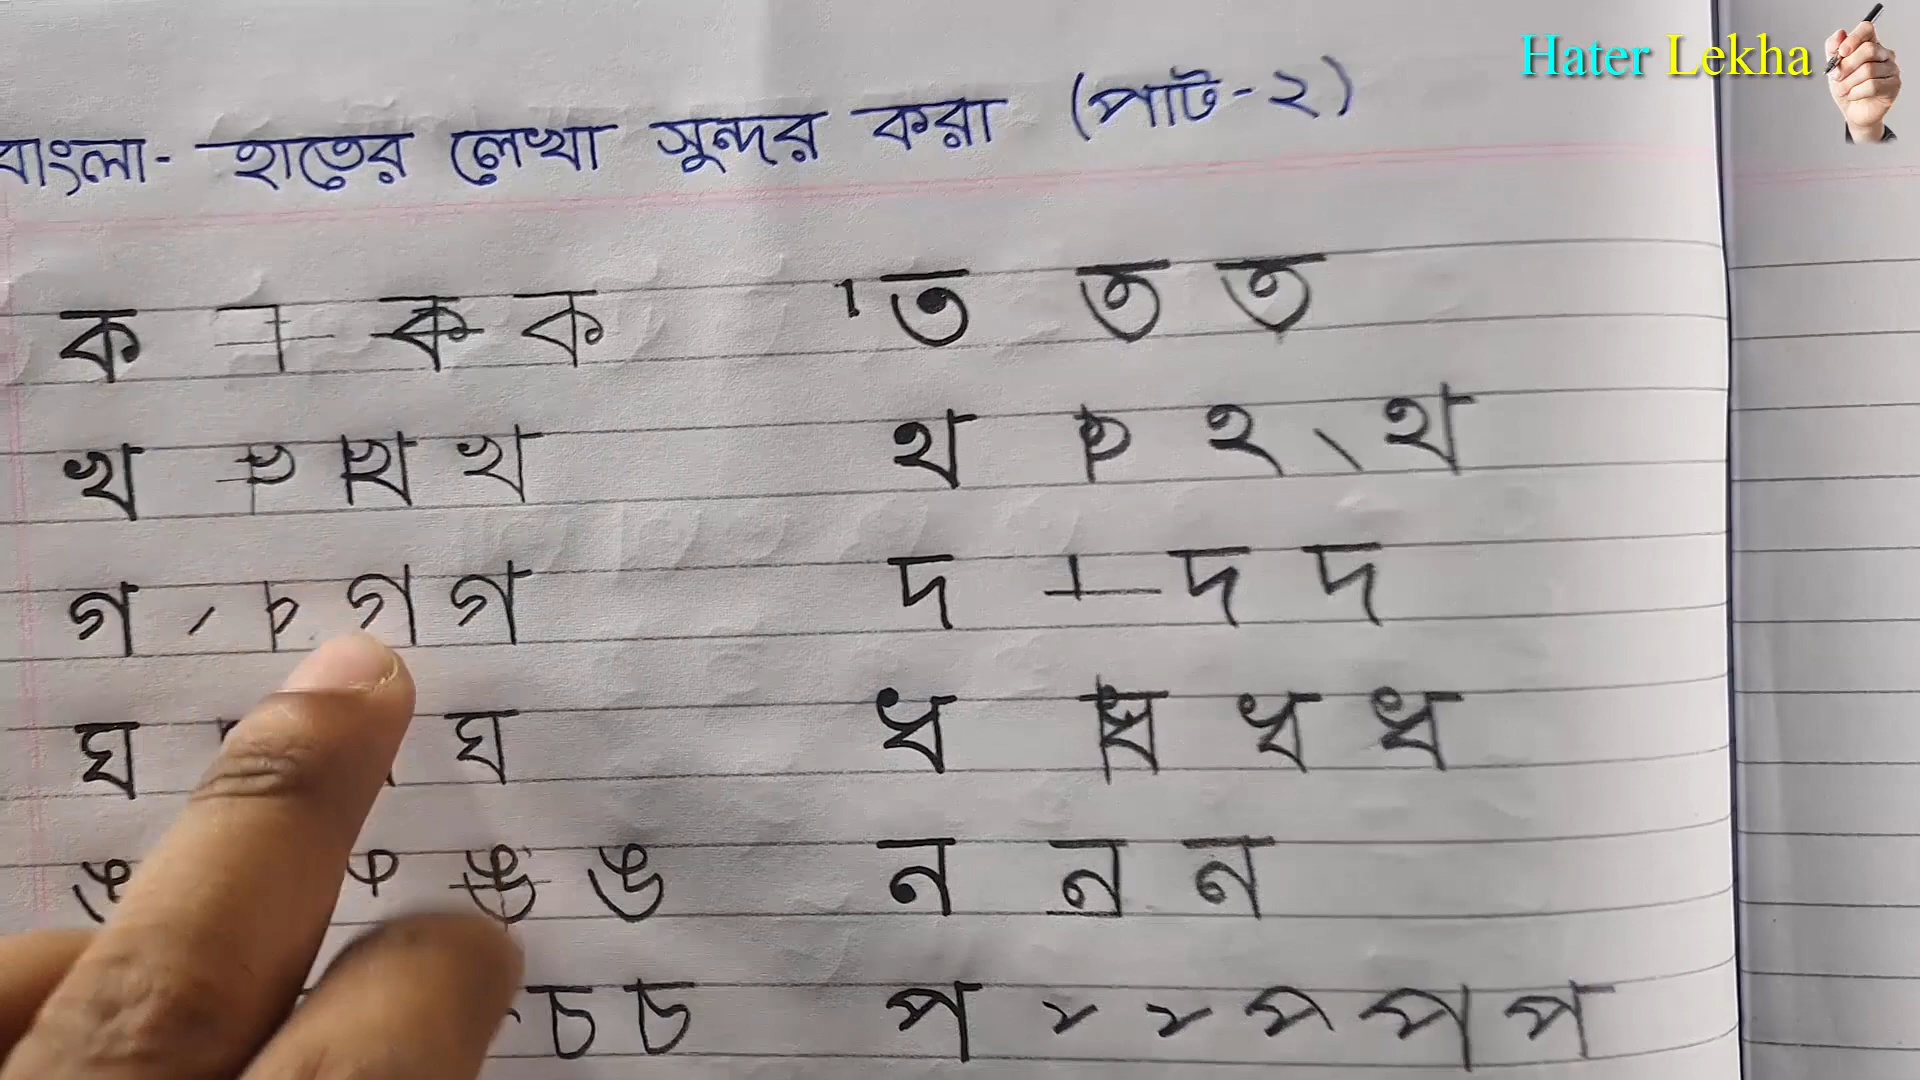 Hater Lekha
বাংলা- হাতের লেখা সুন্দর করা (পার্ট-২)
ক ক ক ত ত ত
খ খ খ থ থ
গ গ গ দ দ দ
ঘ ঘ ধ ধ ধ ধ
ঙ ঙ ঙ ন ন ন
চ চ প প প প